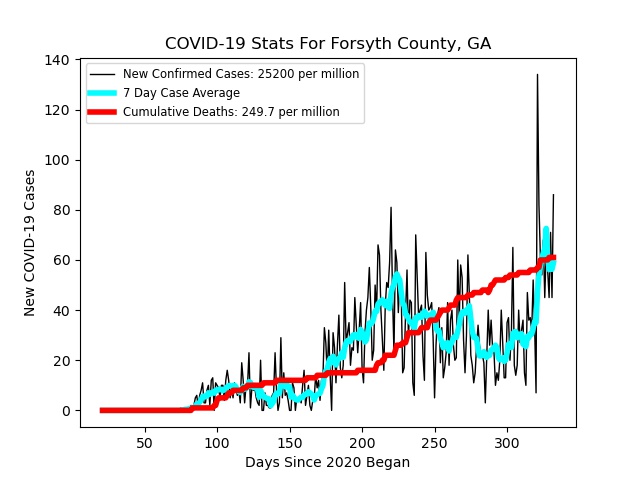 COVID-19 Stats For Forsyth County, GA
New Confirmed Cases: 25200 per million
7 Day Case Average
Cumulative Deaths: 249.7 per million
New COVID-19 Cases
140
120
100
80
60
40
20
0
50
100
150
200
250
300
Days Since 2020 Began